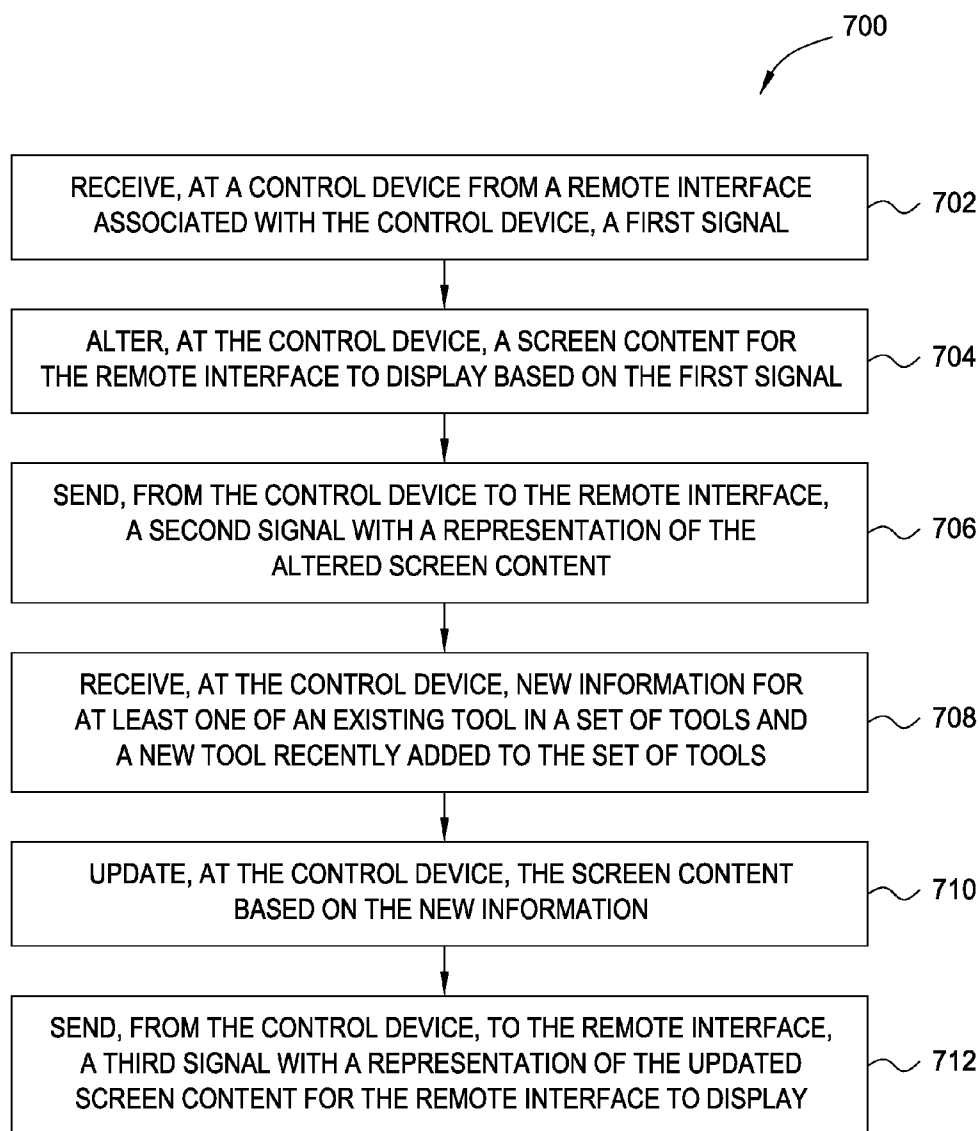 700
RECEIVE, AT A CONTROL DEVICE FROM A REMOTE INTERFACE
ASSOCIATED WITH THE CONTROL DEVICE, A FIRST SIGNAL
702
ALTER, AT THE CONTROL DEVICE, A SCREEN CONTENT FOR
THE REMOTE INTERFACE TO DISPLAY BASED ON THE FIRST SIGNAL
704
SEND, FROM THE CONTROL DEVICE TO THE REMOTE INTERFACE,
A SECOND SIGNAL WITH A REPRESENTATION OF THE
ALTERED SCREEN CONTENT
706
RECEIVE, AT THE CONTROL DEVICE, NEW INFORMATION FOR
AT LEAST ONE OF AN EXISTING TOOL IN A SET OF TOOLS AND
A NEW TOOL RECENTLY ADDED TO THE SET OF TOOLS
708
UPDATE, AT THE CONTROL DEVICE, THE SCREEN CONTENT
BASED ON THE NEW INFORMATION
710
SEND, FROM THE CONTROL DEVICE, TO THE REMOTE INTERFACE,
A THIRD SIGNAL WITH A REPRESENTATION OF THE UPDATED
SCREEN CONTENT FOR THE REMOTE INTERFACE TO DISPLAY
712